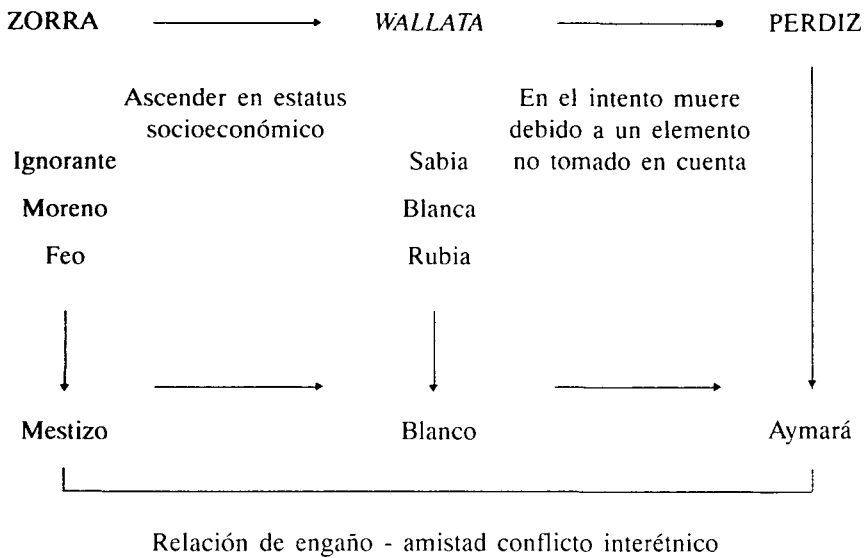 ZORRA WALLATA PERDIZ
Ascender en estatus
socioeconómico
En el intento muere
debido a un elemento
no tomado en cuenta
Ignorante
Moreno
Feo
Sabia
Blanca
Rubia
Mestizo Blanco Aymará
Relación de engaño - amistad conflicto interétnico